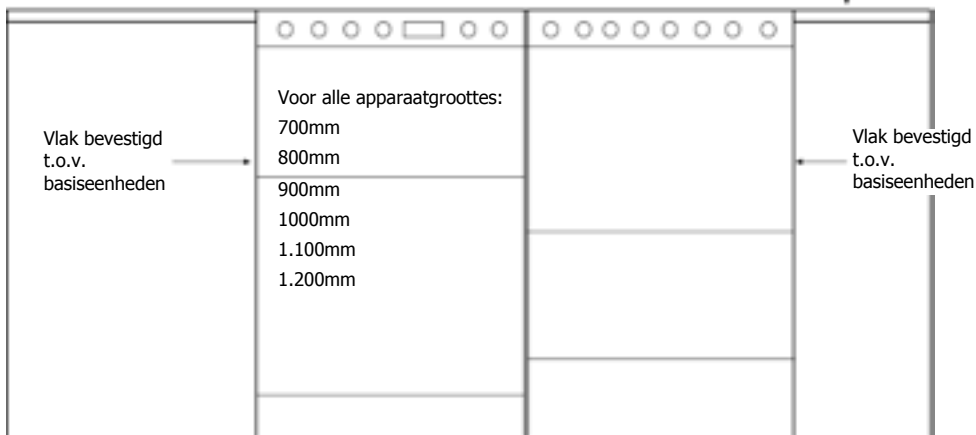 Voor alle apparaatgroottes:
700mm
800mm
900mm
1000mm
1.100mm
1.200mm
Vlak bevestigd
t.o.v.
basiseenheden
Vlak bevestigd
t.o.v.
basiseenheden